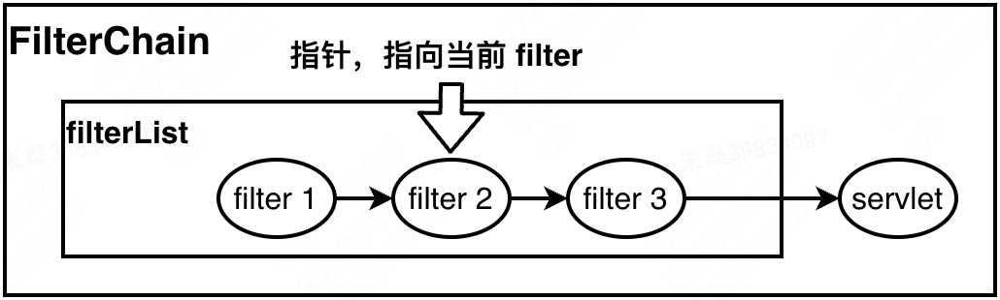 FilterChain
指针，指向当前 filter
filterList
filter 1
filter 2
filter 3
servlet